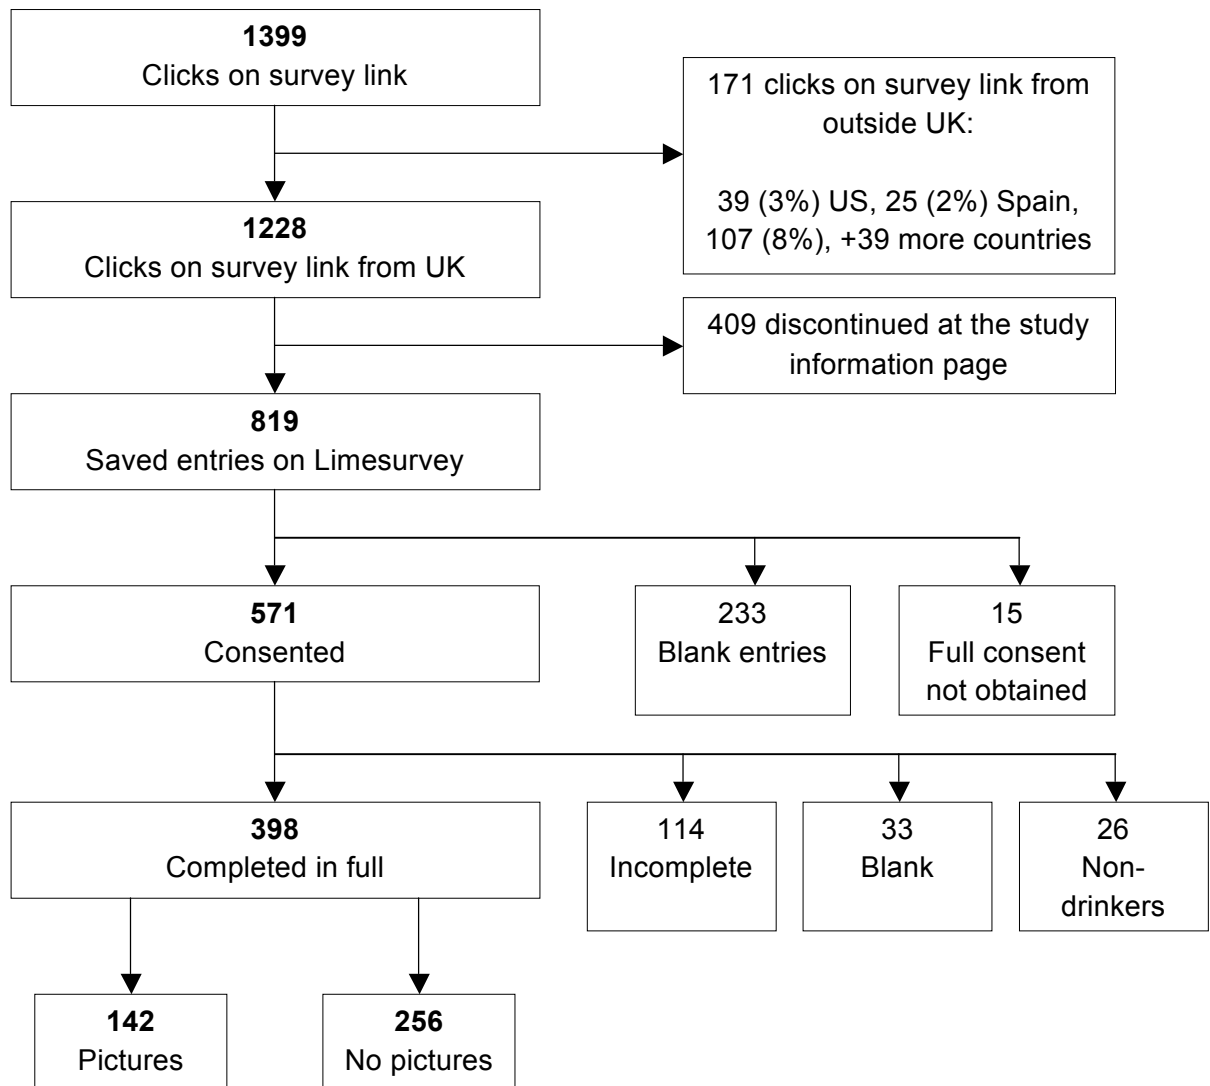 1399
Clicks on survey link
171 clicks on survey link from
outside UK:
39 (3%) US, 25 (2%) Spain,
107 (8%), +39 more countries
1228
Clicks on survey link from UK
409 discontinued at the study
information page
819
Saved entries on Limesurvey
571
Consented
233
Blank entries
15
Full consent
not obtained
398
Completed in full
114
Incomplete
33
Blank
26
Non-
drinkers
142
Pictures
256
No pictures